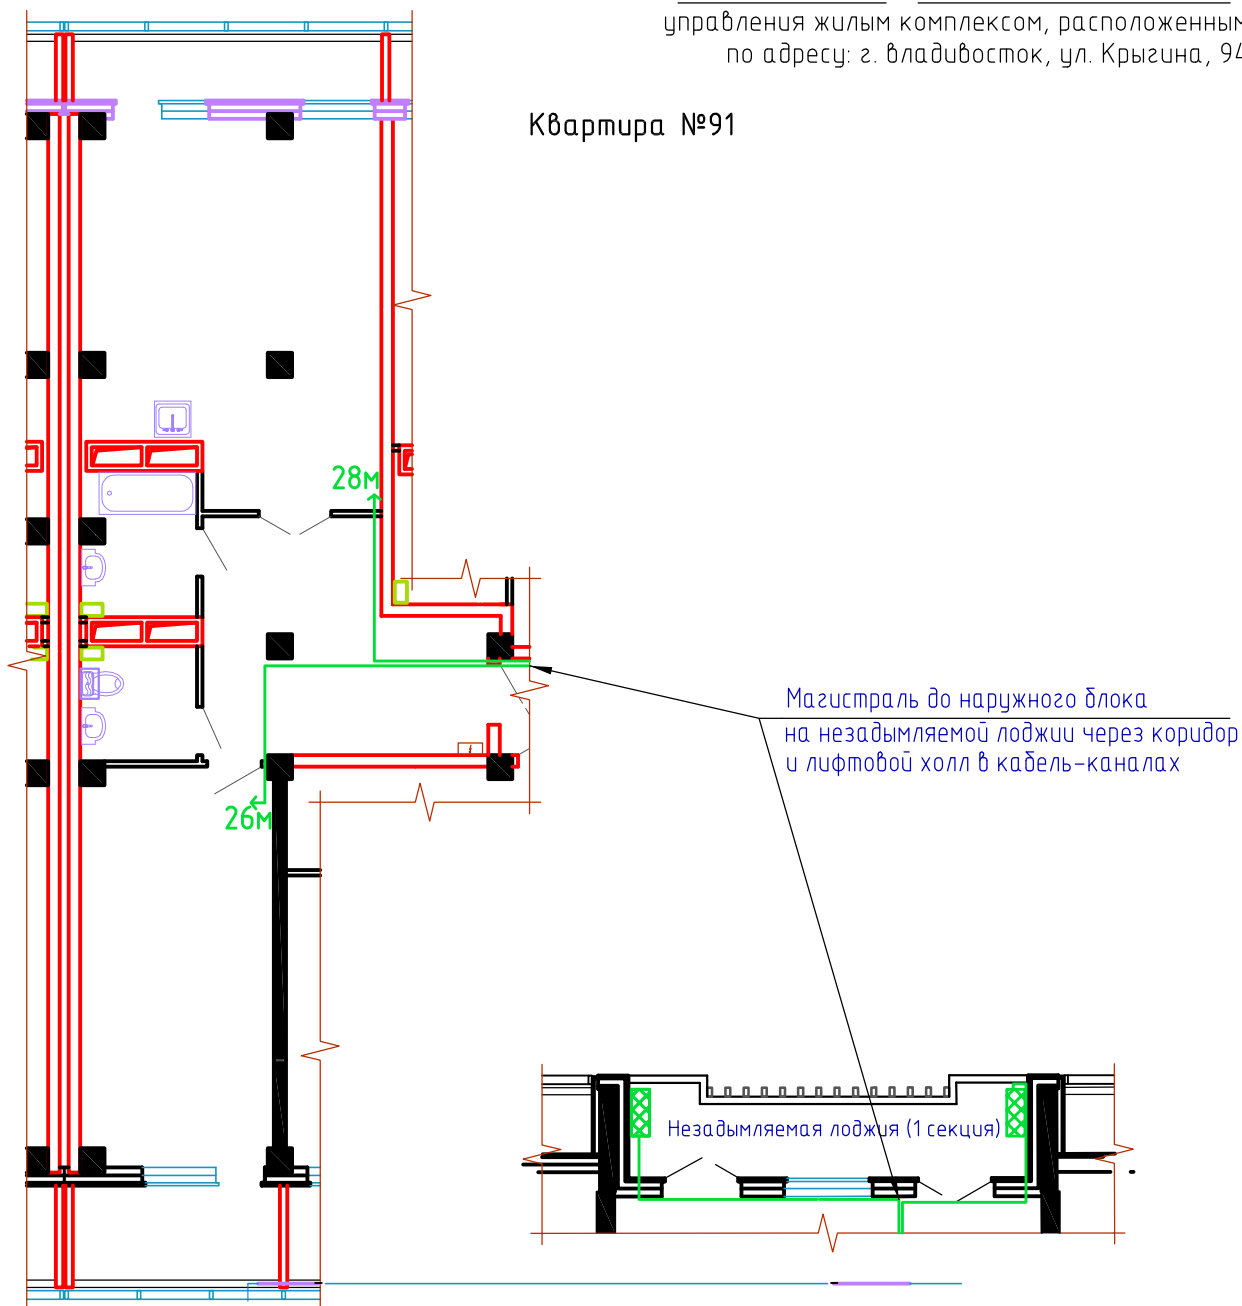 управления жилым комплексом, расположенным
по адресу: г. владивосток, ул. Крыгина, 94
Квартира №91
28м
Магистраль до наружного блока
на незадымляемой лоджии через коридор
и лифтовой холл в кабель-каналах
26м
Незадымляемая лоджия (1 секция)